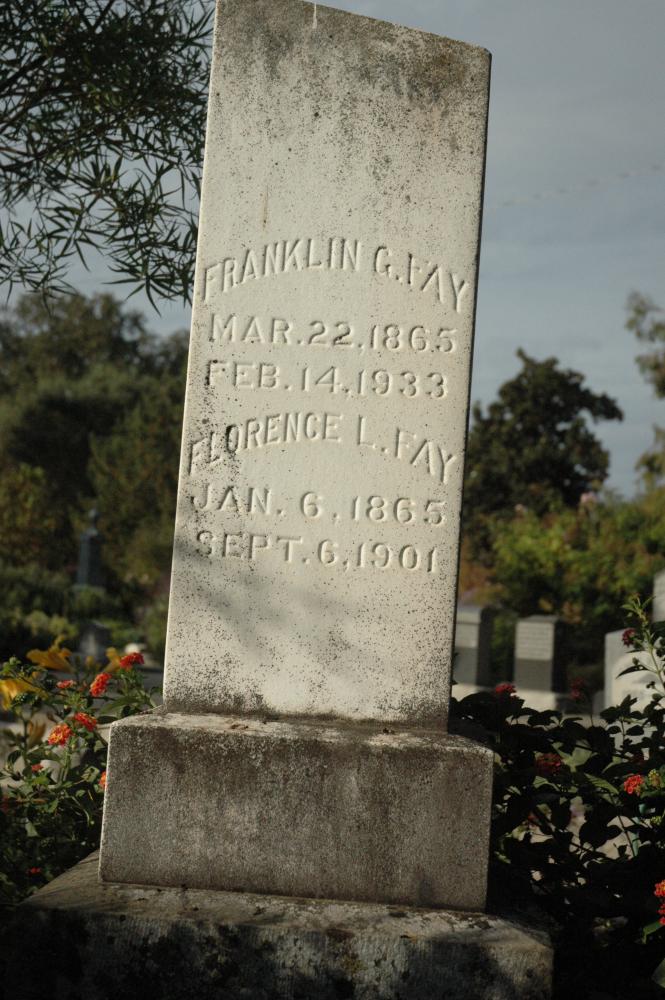 FRANKLIN G. FAY
MAR. 22, 1865
FEB. 14, 1933
FLORENCE L. FAY
JAN. 6, 1865
SEPT. 6, 1901